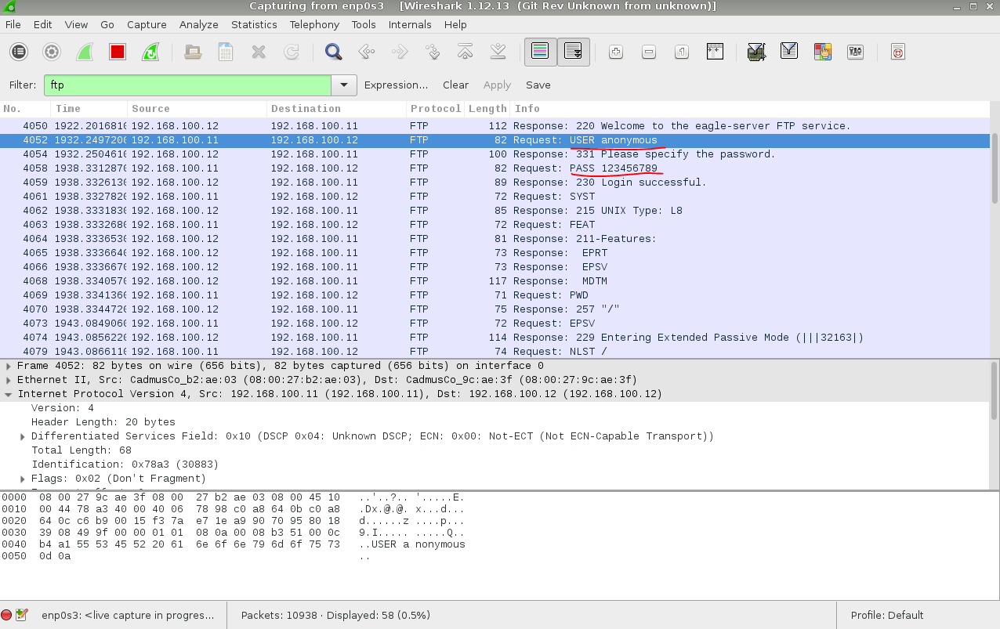 Capturing from enp0s3 [Wireshark 1.12.13 (Git Rev Unknown from unknown)]
File Edit View Go Capture Analyze Statistics Telephony Tools Internals Help
Filter: ftp Expression... Clear Apply Save
No. Time Source Destination Protocol Length Info
4050 1922.2016810 192.168.100.12 192.168.100.11 FTP 112 Response: 220 Welcome to the eagle-server FTP service.
4052 1932.2497200 192.168.100.11 192.168.100.12 FTP 82 Request: USER anonymous
4054 1932.2504610 192.168.100.12 192.168.100.11 FTP 100 Response: 331 Please specify the password.
4058 1938.3312870 192.168.100.11 192.168.100.12 FTP 82 Request: PASS 123456789
4059 1938.3326130 192.168.100.12 192.168.100.11 FTP 89 Response: 230 Login successful.
4061 1938.3327820 192.168.100.11 192.168.100.12 FTP 72 Request: SYST
4062 1938.3331830 192.168.100.12 192.168.100.11 FTP 85 Response: 215 UNIX Type: L8
4063 1938.3332680 192.168.100.11 192.168.100.12 FTP 72 Request: FEAT
4064 1938.3336530 192.168.100.12 192.168.100.11 FTP 81 Response: 211-Features:
4065 1938.3336640 192.168.100.12 192.168.100.11 FTP 73 Response: EPRT
4066 1938.3336670 192.168.100.12 192.168.100.11 FTP 73 Response: EPSV
4068 1938.3340570 192.168.100.12 192.168.100.11 FTP 117 Response: MDTM
4069 1938.3341360 192.168.100.11 192.168.100.12 FTP 71 Request: PWD
4070 1938.3344720 192.168.100.12 192.168.100.11 FTP 75 Response: 257 "/"
4073 1943.0849060 192.168.100.11 192.168.100.12 FTP 72 Request: EPSV
4074 1943.0856220 192.168.100.12 192.168.100.11 FTP 114 Response: 229 Entering Extended Passive Mode (|||32163|)
4079 1943.0866110 192.168.100.11 192.168.100.12 FTP 74 Request: NLST /
Frame 4052: 82 bytes on wire (656 bits), 82 bytes captured (656 bits) on interface 0
Ethernet II, Src: CadmusCo_b2:ae:03 (08:00:27:b2:ae:03), Dst: CadmusCo_9c:ae:3f (08:00:27:9c:ae:3f)
Internet Protocol Version 4, Src: 192.168.100.11 (192.168.100.11), Dst: 192.168.100.12 (192.168.100.12)
Version: 4
Header Length: 20 bytes
Differentiated Services Field: 0x10 (DSCP 0x04: Unknown DSCP; ECN: 0x00: Not-ECT (Not ECN-Capable Transport))
Total Length: 68
Identification: 0x78a3 (30883)
Flags: 0x02 (Don't Fragment)
0000 08 00 27 9c ae 3f 08 00 27 b2 ae 03 08 00 45 10 ..'..?.. '.....E.
0010 00 44 78 a3 40 00 40 06 78 98 c0 a8 64 0b c0 a8 .Dx.@.@. x...d...
0020 64 0c c6 b9 00 15 f3 7a e7 1e a9 90 70 95 80 18 d......z ....p...
0030 39 08 49 9f 00 00 01 01 08 0a 00 08 b3 51 00 0c 9.I..... .....Q..
0040 b4 a1 55 53 45 52 20 61 6e 6f 6e 79 6d 6f 75 73 ..USER a nonymous
0050 0d 0a ..
enp0s3: <live capture in progres... Packets: 10938 · Displayed: 58 (0.5%) Profile: Default